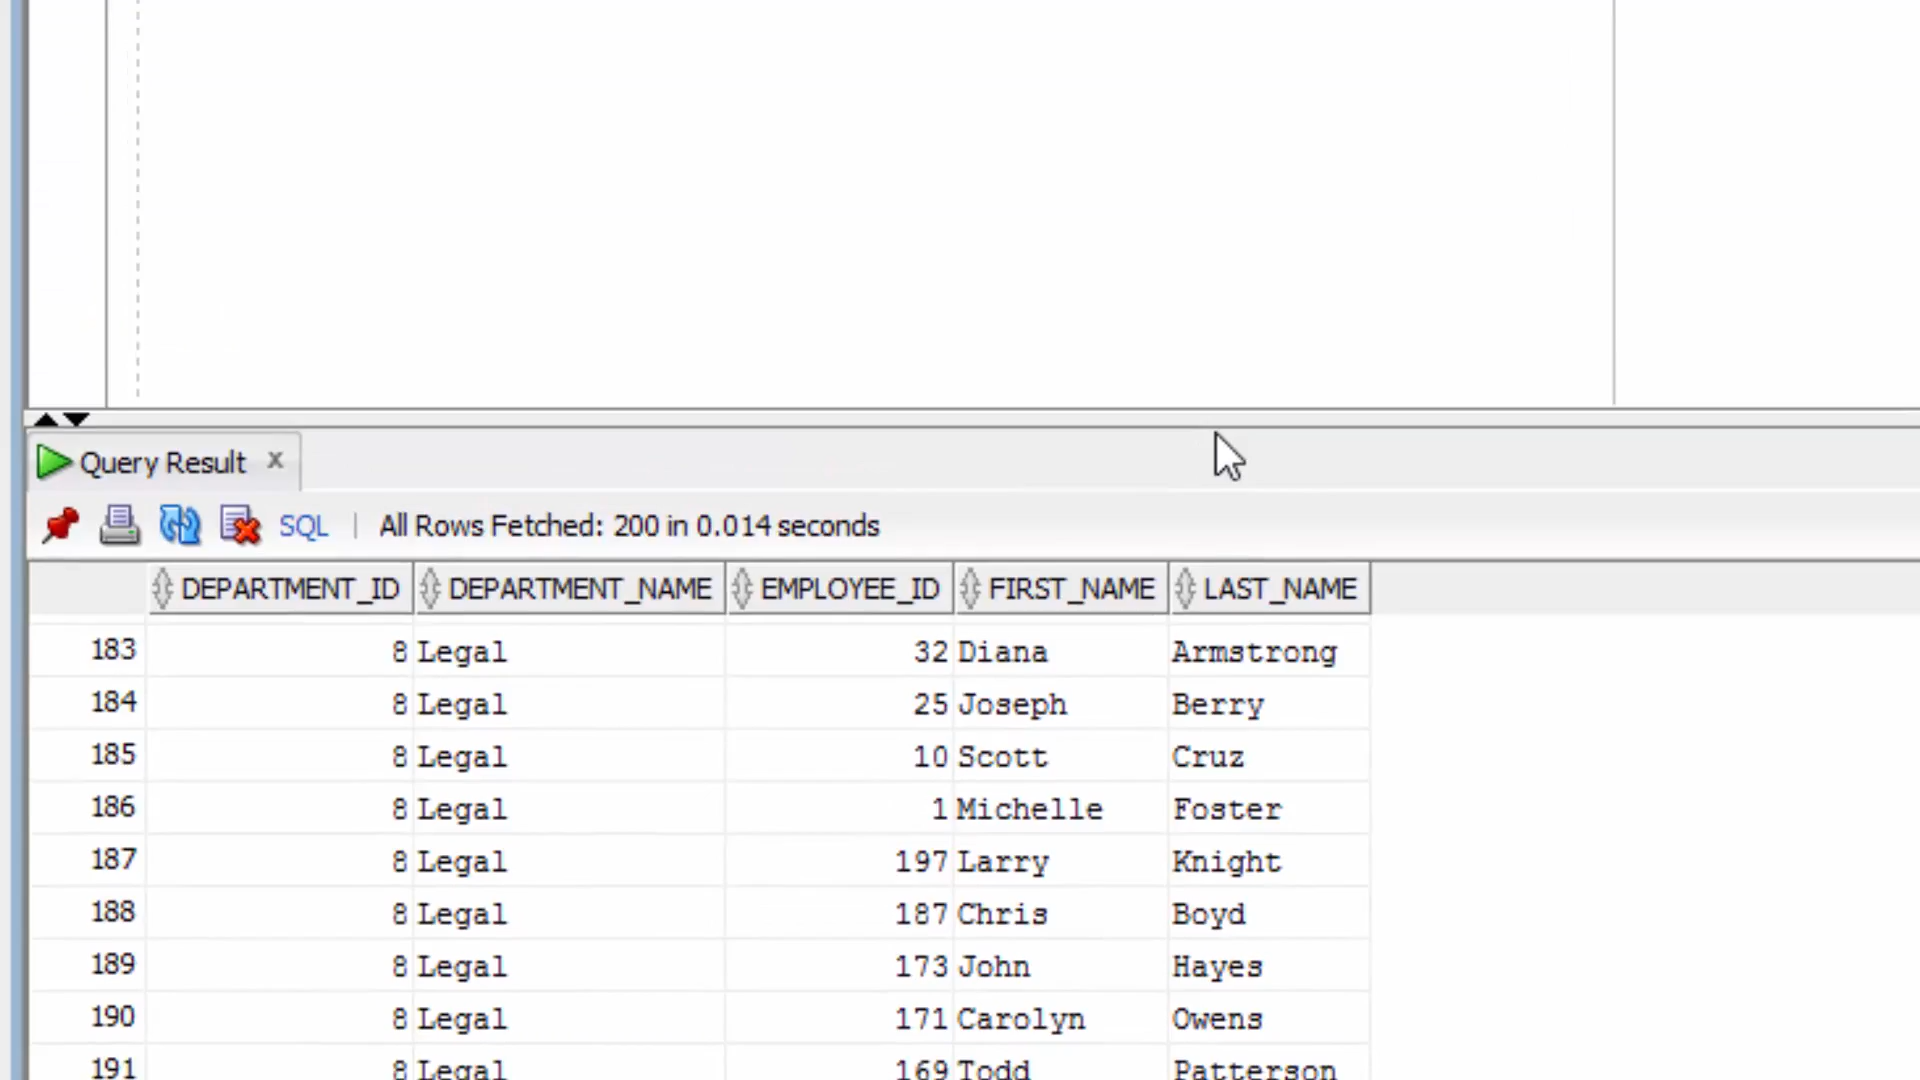 Query Result x
SQL | All Rows Fetched: 200 in 0.014 seconds
DEPARTMENT_ID DEPARTMENT_NAME EMPLOYEE_ID FIRST_NAME LAST_NAME
183 8 Legal 32 Diana Armstrong
184 8 Legal 25 Joseph Berry
185 8 Legal 10 Scott Cruz
186 8 Legal 1 Michelle Foster
187 8 Legal 197 Larry Knight
188 8 Legal 187 Chris Boyd
189 8 Legal 173 John Hayes
190 8 Legal 171 Carolyn Owens
191 8 Legal 169 Todd Patterson